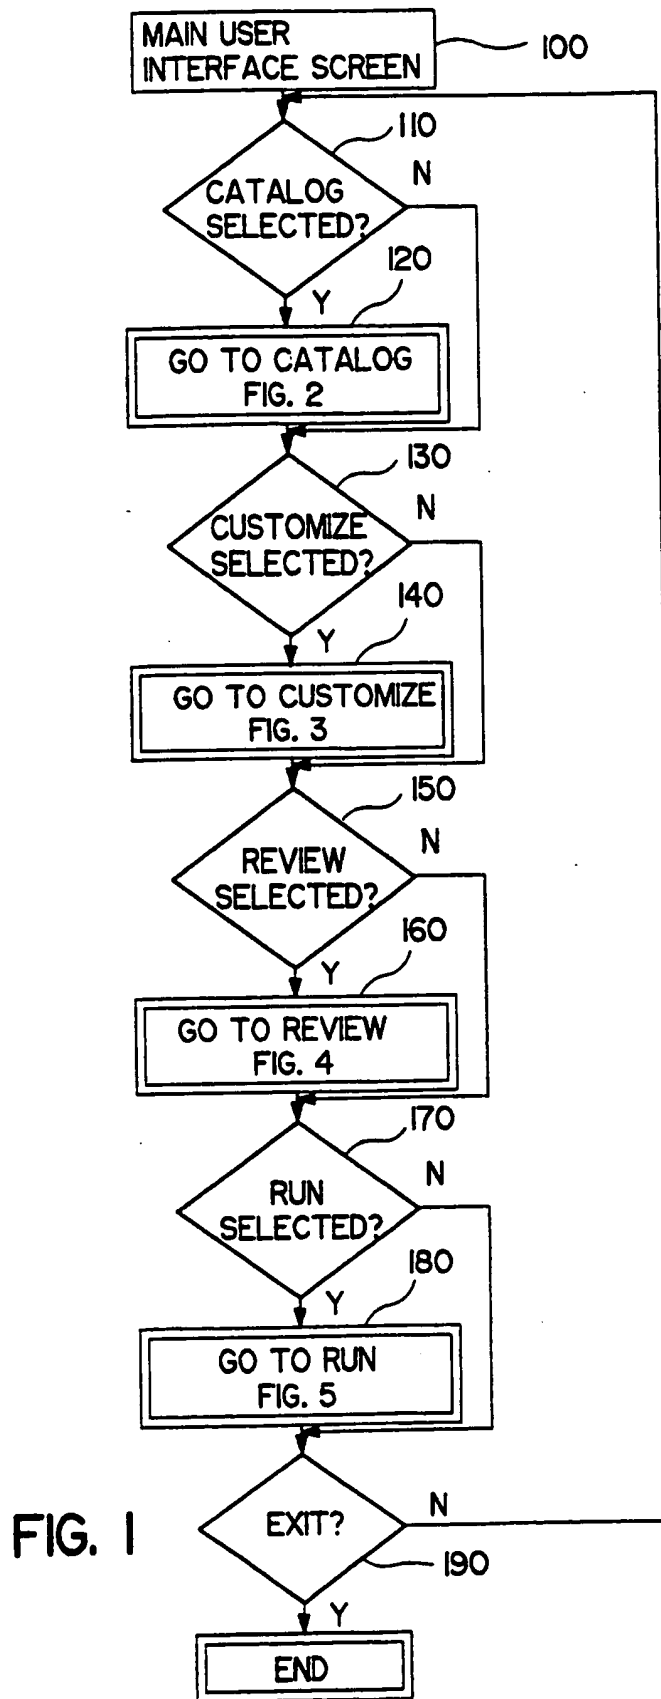 MAIN USER
INTERFACE SCREEN
100
110
N
CATALOG
SELECTED?
120
Y
GO TO CATALOG
FIG. 2
130
N
CUSTOMIZE
SELECTED?
140
Y
GO TO CUSTOMIZE
FIG. 3
150
N
REVIEW
SELECTED?
160
Y
GO TO REVIEW
FIG. 4
170
N
RUN
SELECTED?
180
Y
GO TO RUN
FIG. 5
N
EXIT?
FIG. 1
190
Y
END